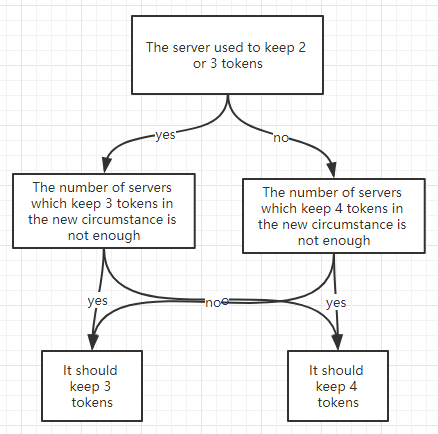 The server used to keep 2
or 3 tokens
yes
no
The number of servers
which keep 3 tokens in
the new circumstance is
not enough
The number of servers
which keep 4 tokens in
the new circumstance is
not enough
yes
no
no
yes
It should
keep 3
tokens
It should
keep 4
tokens